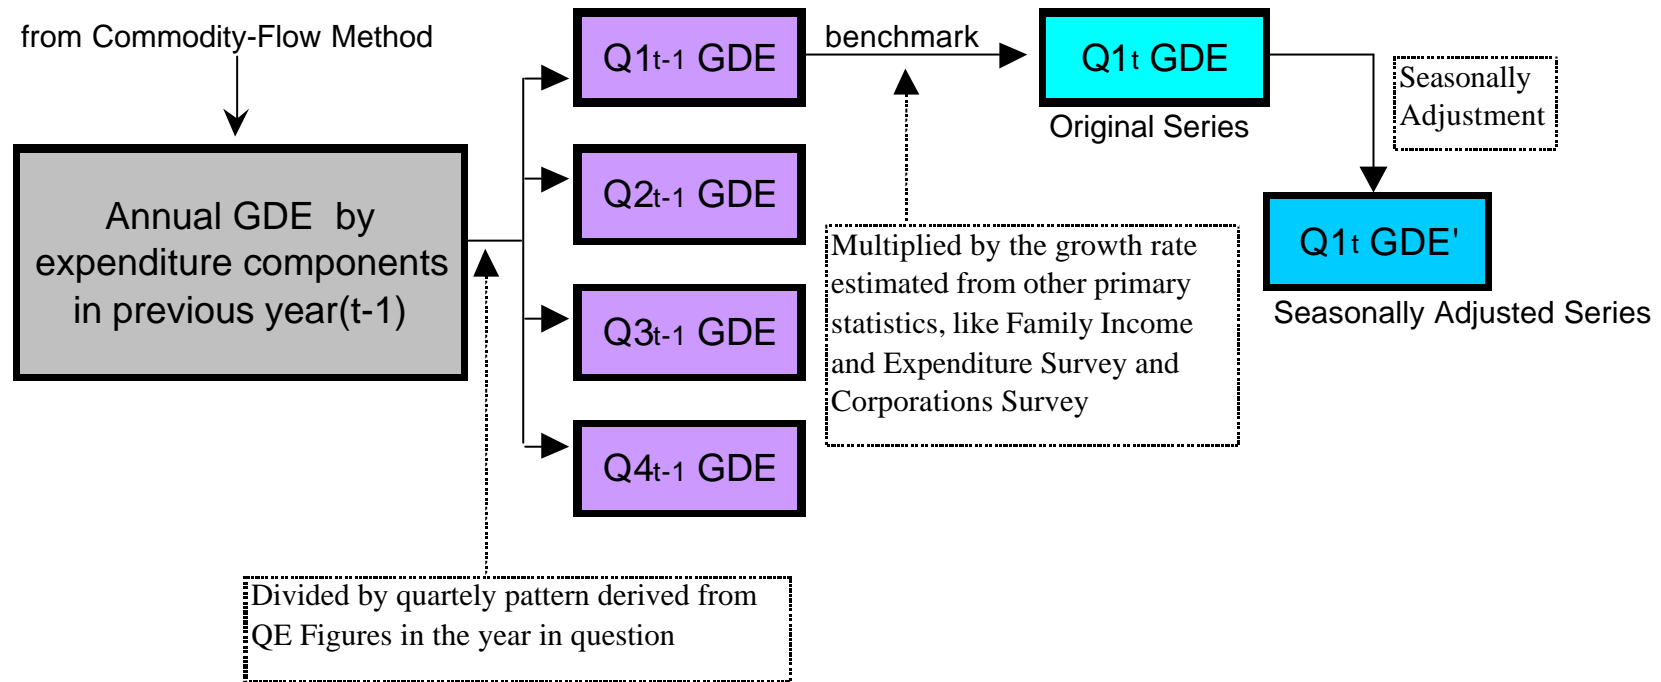 from Commodity-Flow Method
Annual GDE by
expenditure components
in previous year(t-1)
Q1t-1 GDE
Q2t-1 GDE
Q3t-1 GDE
Q4t-1 GDE
Divided by quartely pattern derived from
QE Figures in the year in question
benchmark
Multiplied by the growth rate
estimated from other primary
statistics, like Family Income
and Expenditure Survey and
Corporations Survey
Q1t GDE
Original Series
Seasonally
Adjustment
Q1t GDE'
Seasonally Adjusted Series